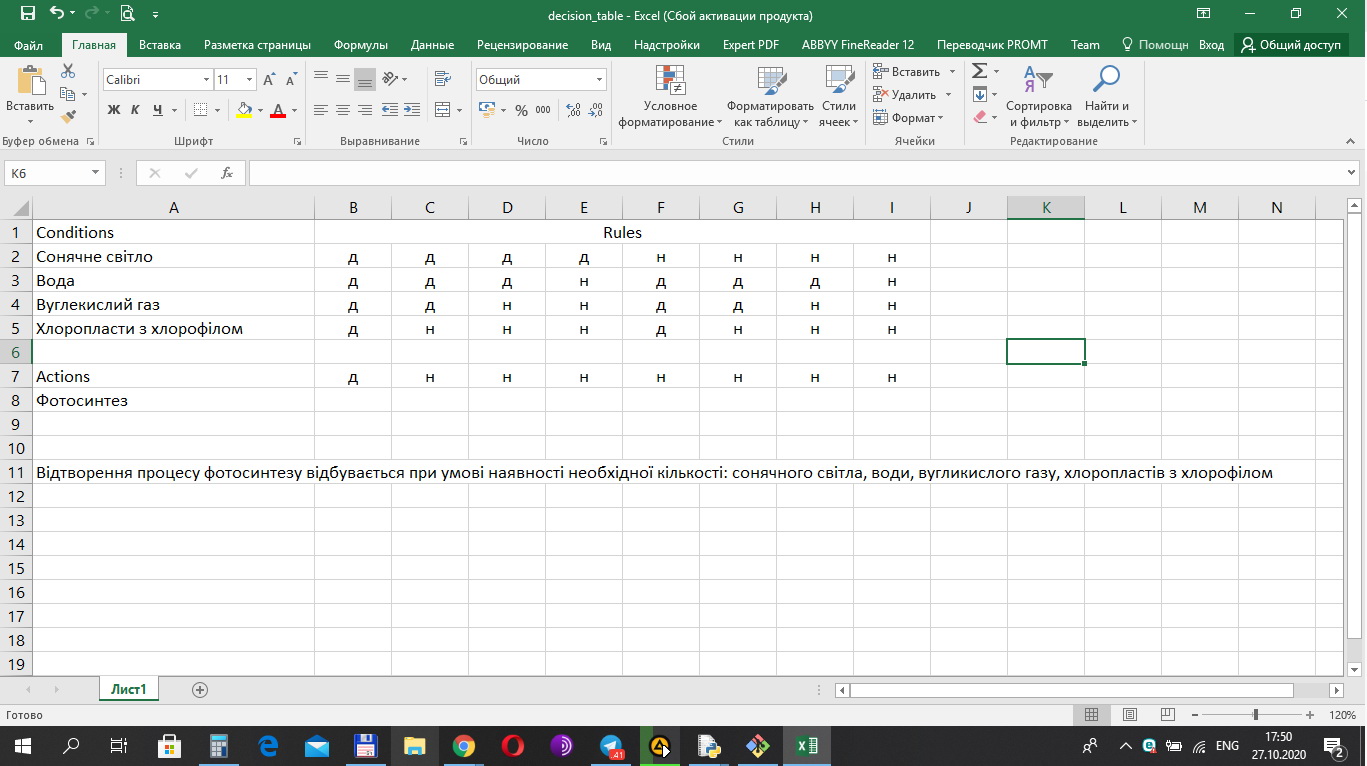 decision_table - Excel (Сбой активации продукта)
Файл Главная Вставка Разметка страницы Формулы Данные Рецензирование Вид Надстройки Expert PDF ABBYY FineReader 12 Переводчик PROMT Team Помощн Вход Общий доступ
Вставить
Calibri 11
Ж К Ч
Общий
% 000
Условное форматирование
Форматировать как таблицу
Стили ячеек
Вставить
Удалить
Формат
Сортировка и фильтр
Найти и выделить
Буфер обмена Шрифт Выравнивание Число Стили Ячейки Редактирование
K6 fx
A B C D E F G H I J K L M N
1 Conditions Rules
2 Сонячне світло д д д д н н н н
3 Вода д д д н д д д н
4 Вуглекислий газ д д н н д д н н
5 Хлоропласти з хлорофілом д н н н д н н н
6
7 Actions д н н н н н н н
8 Фотосинтез
9
10
11 Відтворення процесу фотосинтезу відбувається при умові наявності необхідної кількості: сонячного світла, води, вугликислого газу, хлоропластів з хлорофілом
12
13
14
15
16
17
18
19
Лист1
Готово 120%
41 ENG 17:50
27.10.2020 2